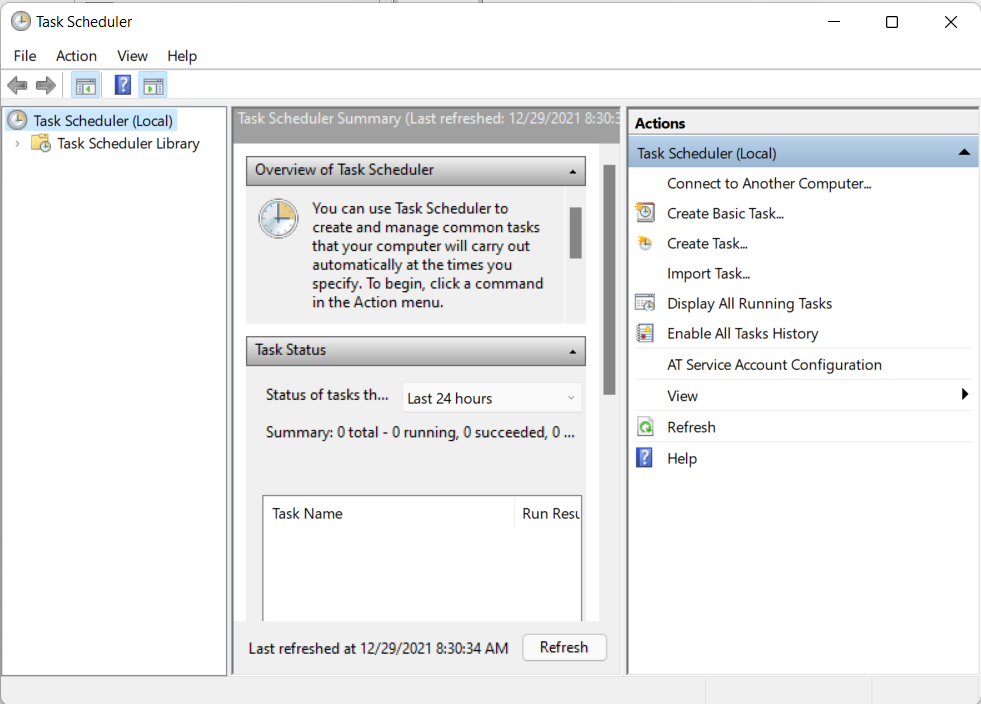 Task Scheduler
File Action View Help
Task Scheduler (Local)
Task Scheduler Library
Task Scheduler Summary (Last refreshed: 12/29/2021 8:30:3
Overview of Task Scheduler
You can use Task Scheduler to
create and manage common tasks
that your computer will carry out
automatically at the times you
specify. To begin, click a command
in the Action menu.
Task Status
Status of tasks th... Last 24 hours
Summary: 0 total - 0 running, 0 succeeded, 0 ...
Task Name Run Resu
Last refreshed at 12/29/2021 8:30:34 AM Refresh
Actions
Task Scheduler (Local)
Connect to Another Computer...
Create Basic Task...
Create Task...
Import Task...
Display All Running Tasks
Enable All Tasks History
AT Service Account Configuration
View
Refresh
? Help